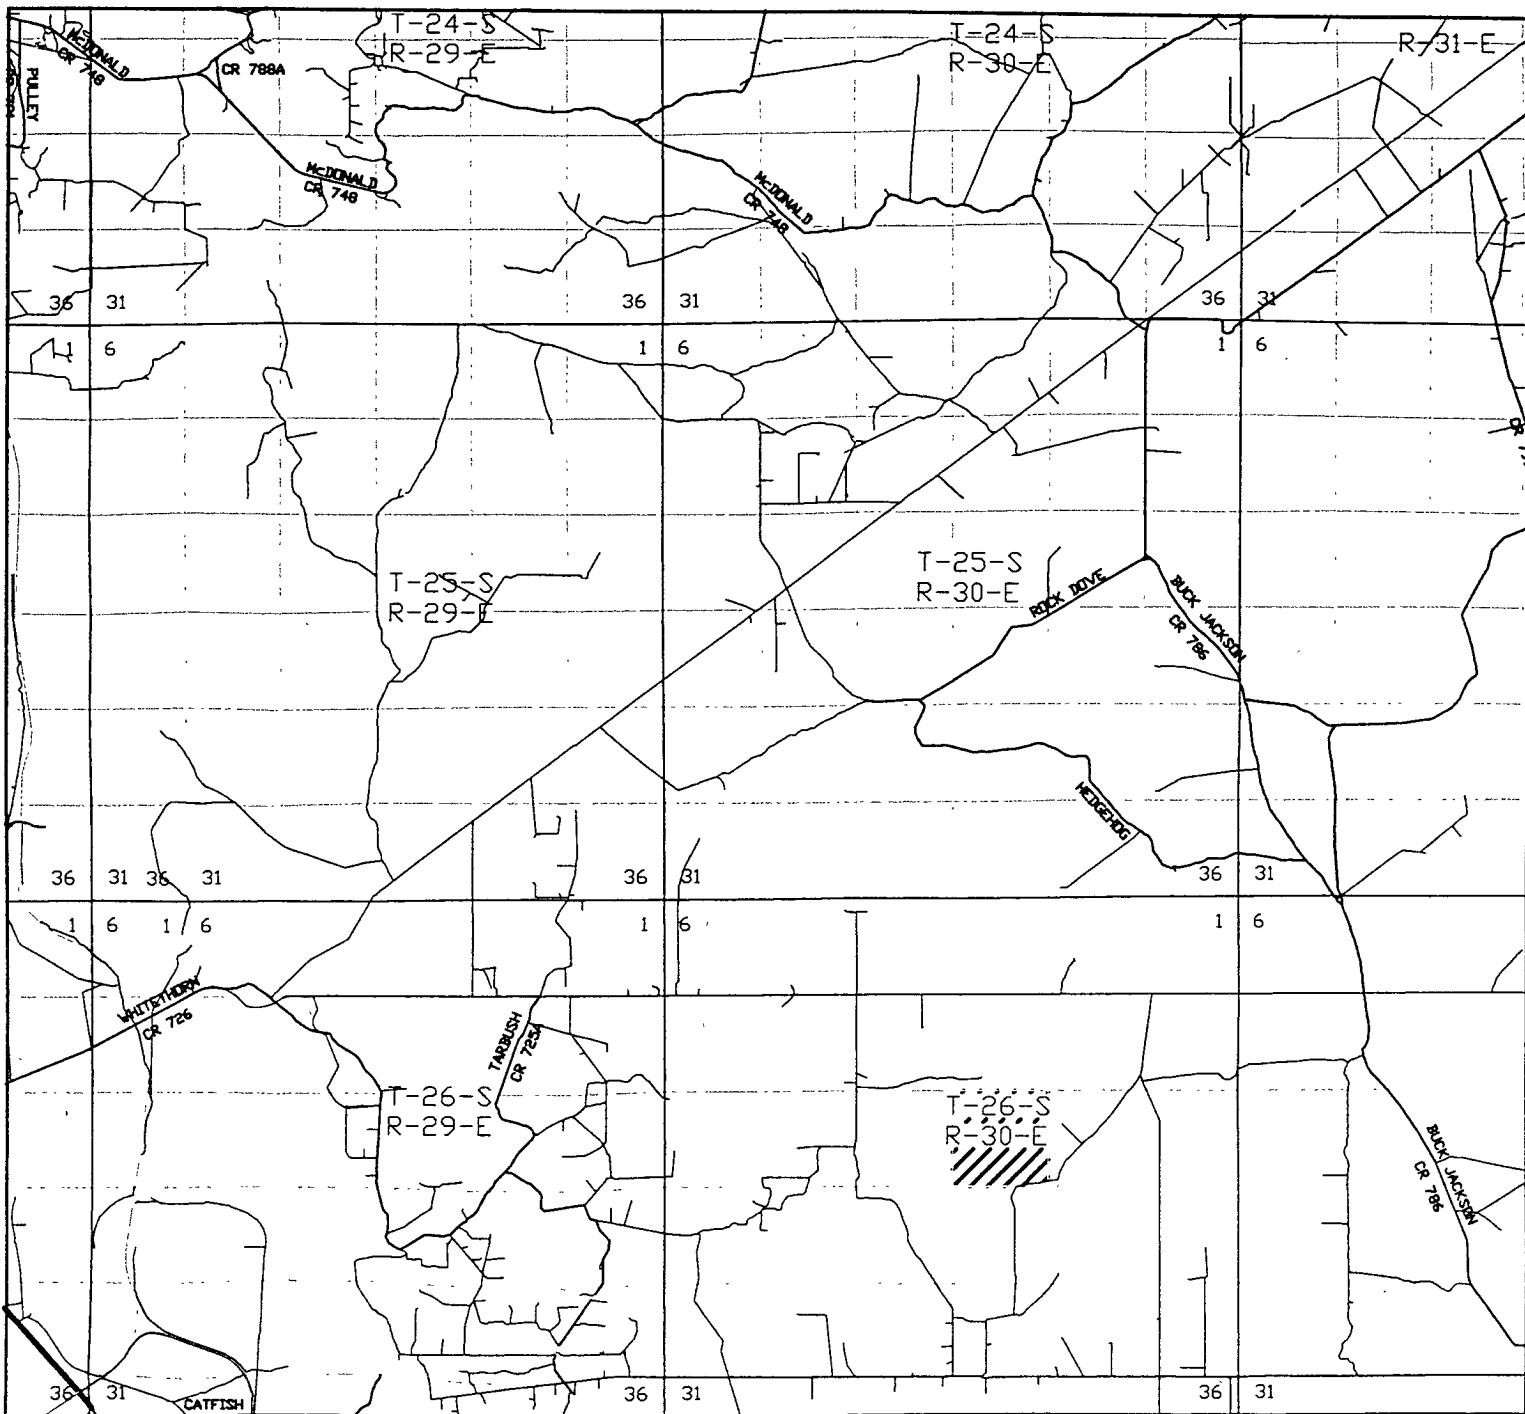 T-24-S
R-29-E
T-24-S
R-30-E
R-31-E
McDONALD
CR 748
PULLEY
CR 788A
McDONALD
CR 748
McDONALD
CR 748
36 31
36 31
36 31
1 6
1 6
1 6
T-25-S
R-29-E
T-25-S
R-30-E
ROCK DOVE
BUCK JACKSON
CR 786
HEDGEHOG
36 31 36 31
36 31
36 31
1 6 1 6
1 6
1 6
WHITETHORN
CR 726
TARBUSH
CR 725A
T-26-S
R-29-E
T-26-S
R-30-E
BUCK JACKSON
CR 786
36 31
36 31
36 31
CATFISH